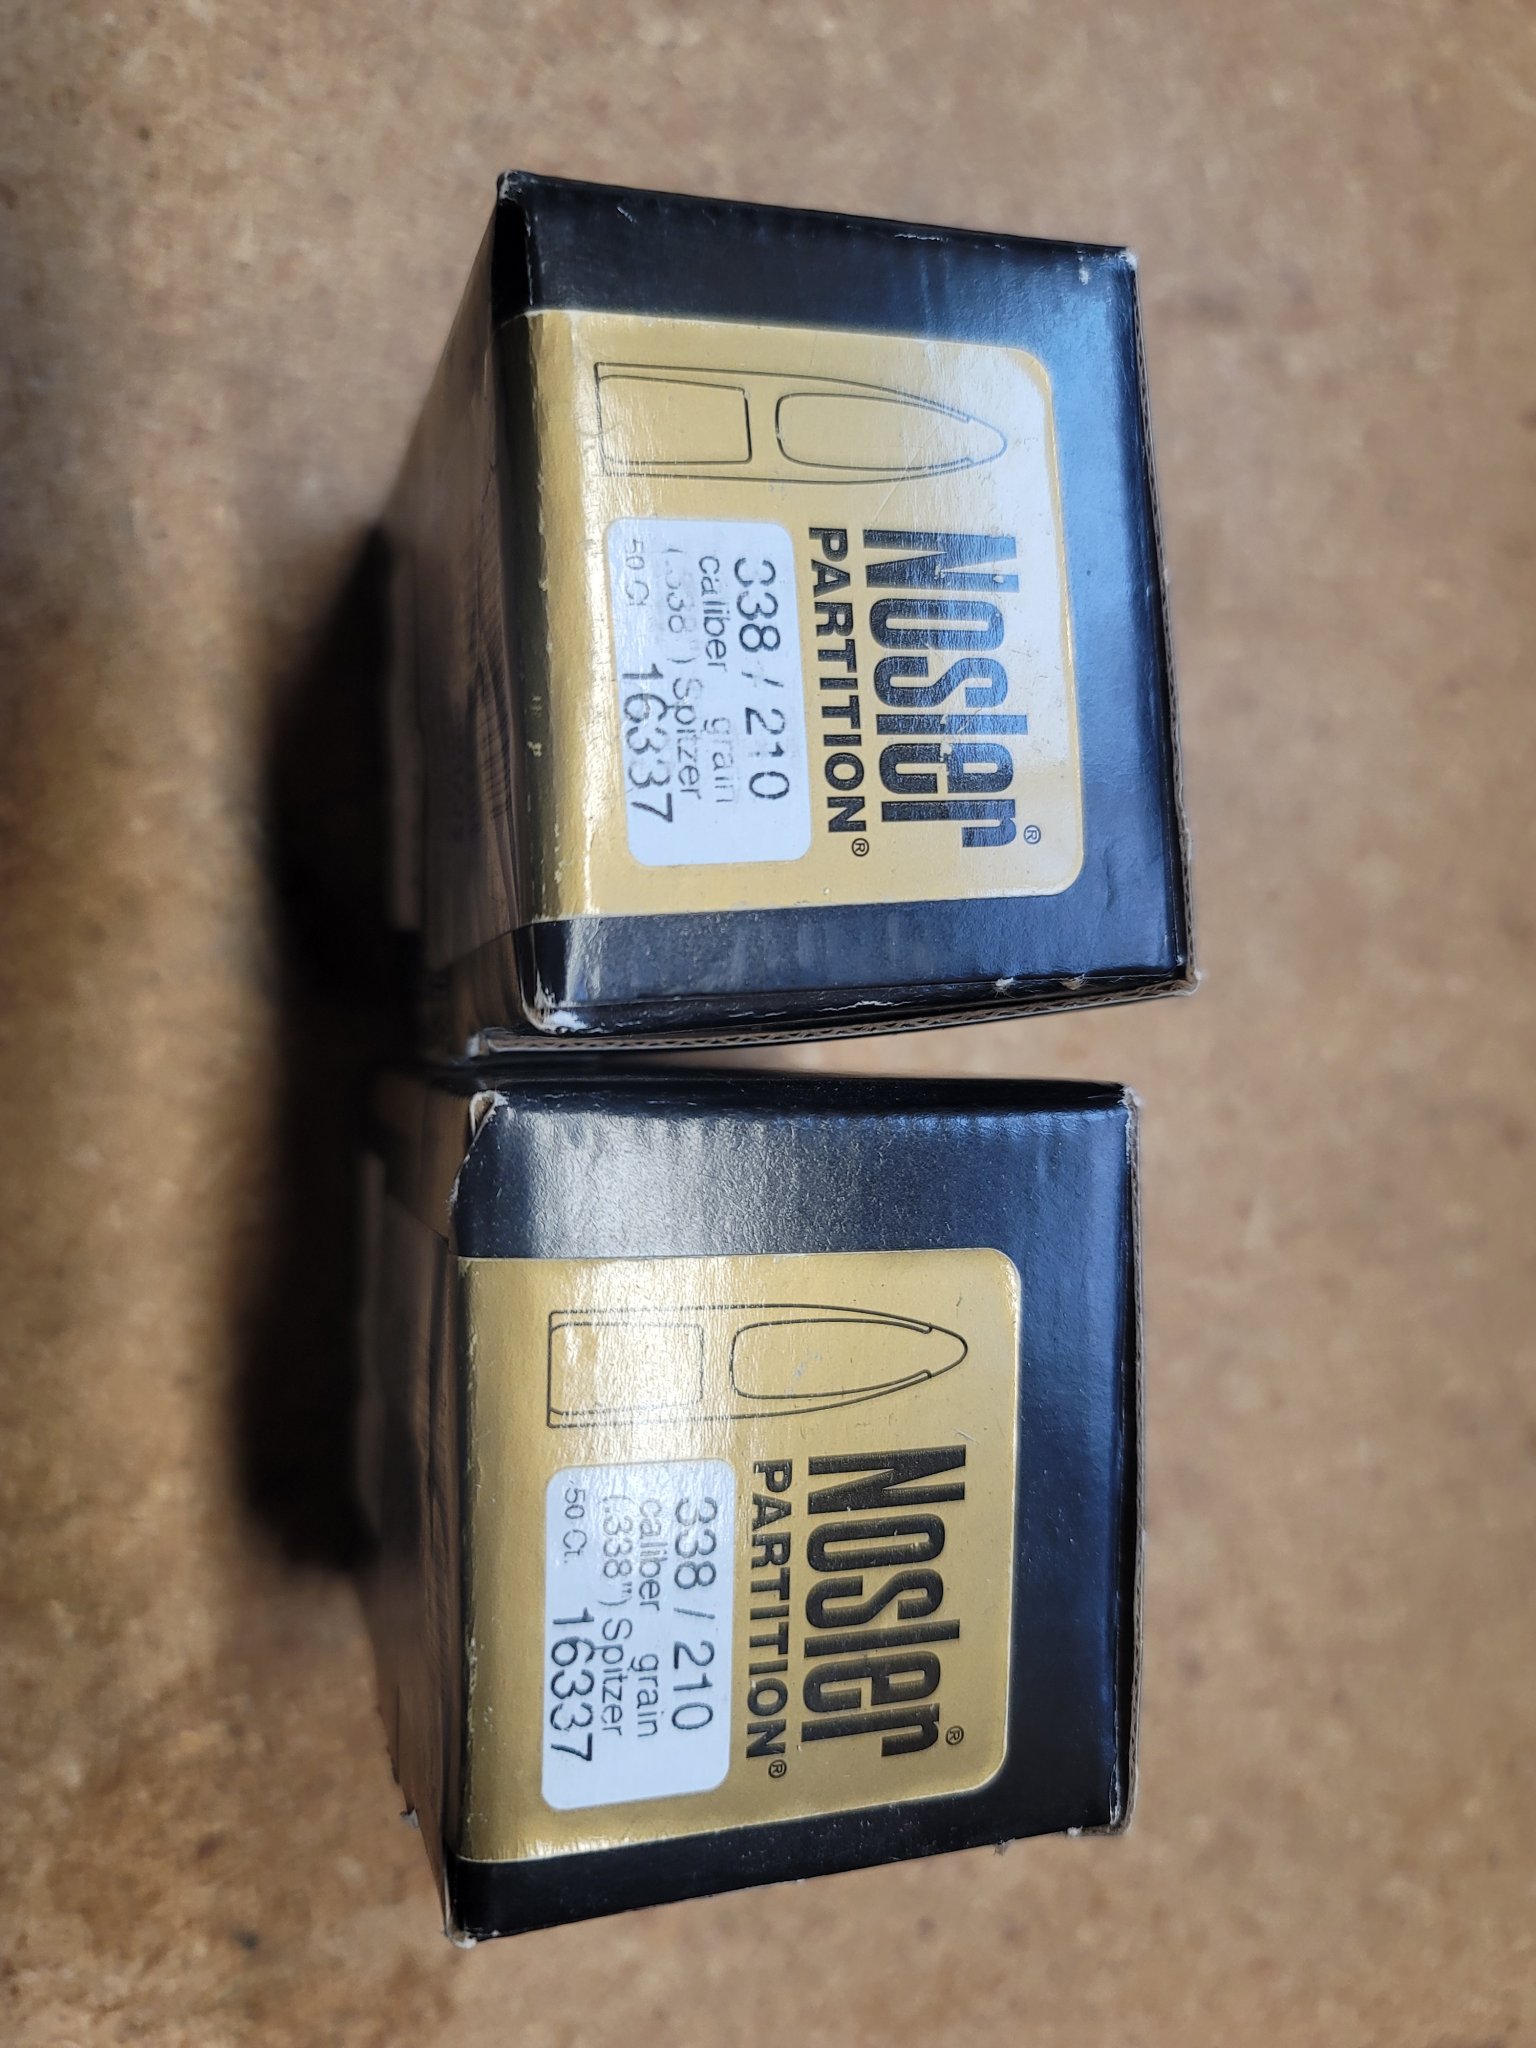 Nosler®
PARTITION®
338 / 210
caliber grain
(.338") Spitzer
50 Ct. 16337
Nosler®
PARTITION®
338 / 210
caliber grain
(.338") Spitzer
50 Ct. 16337